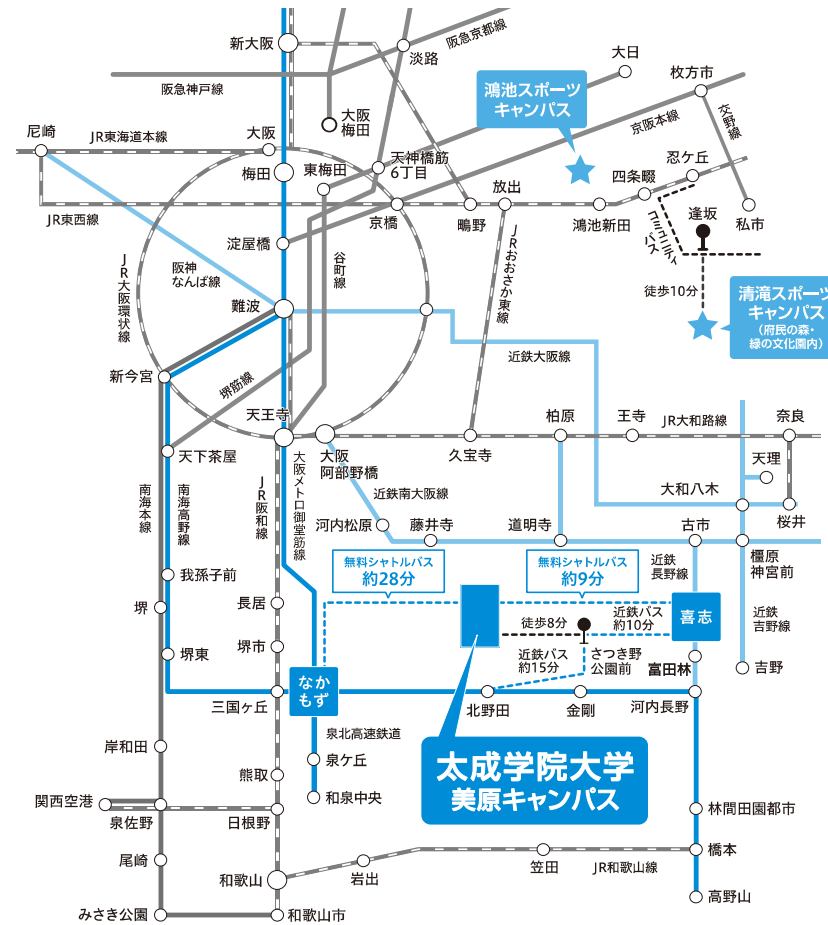 新大阪
淡路
阪急京都線
大日
阪急神戸線
鴻池スポーツ
キャンパス
枚方市
大阪
梅田
京阪本線
交野線
尼崎
JR東海道本線
大阪
天神橋筋
6丁目
忍ケ丘
梅田
東梅田
四条畷
放出
JR東西線
京橋
鴫野
鴻池新田
コミュニティ
バス
逢坂
私市
淀屋橋
JRおおさか東線
谷町線
JR大阪環状線
阪神
なんば線
徒歩10分
清滝スポーツ
キャンパス
(府民の森・
緑の文化園内)
難波
近鉄大阪線
新今宮
堺筋線
天王寺
柏原
王寺
JR大和路線
奈良
天下茶屋
大阪
阿部野橋
久宝寺
天理
大和八木
南海本線
南海高野線
JR阪和線
大阪メトロ御堂筋線
近鉄南大阪線
河内松原
藤井寺
道明寺
古市
桜井
無料シャトルバス
約28分
無料シャトルバス
約9分
近鉄
長野線
橿原
神宮前
我孫子前
長居
堺
徒歩8分
近鉄バス
約10分
喜志
近鉄
吉野線
堺市
堺東
近鉄バス
約15分
さつき野
公園前
富田林
吉野
なか
もず
三国ヶ丘
北野田
金剛
河内長野
泉北高速鉄道
岸和田
泉ケ丘
太成学院大学
美原キャンパス
熊取
和泉中央
関西空港
泉佐野
日根野
林間田園都市
尾崎
和歌山
岩出
笠田
JR和歌山線
橋本
高野山
みさき公園
和歌山市